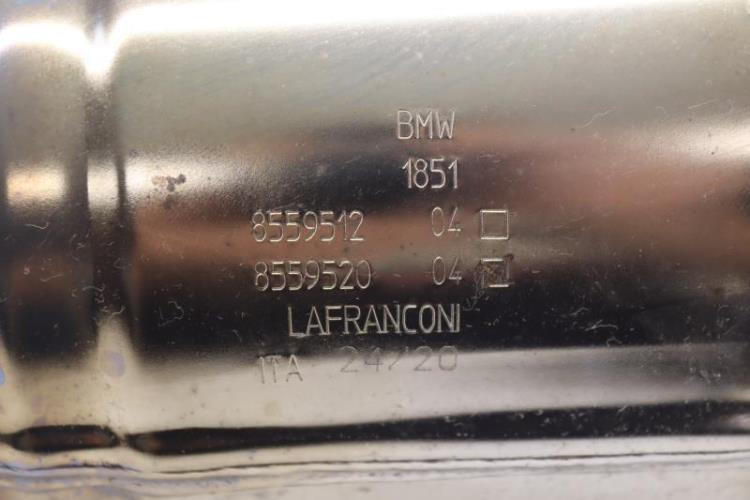 BMW
1851
8559512 04
8559520 04
LAFRANCONI
ITA 24/20